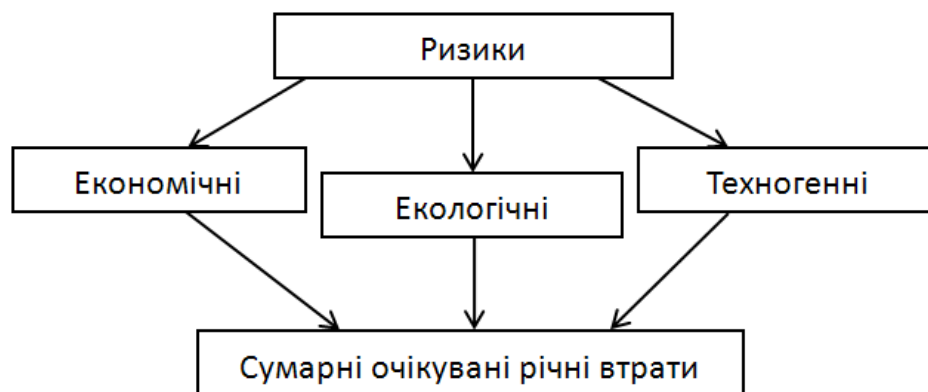 Ризики
Економічні
Екологічні
Техногенні
Сумарні очікувані річні втрати